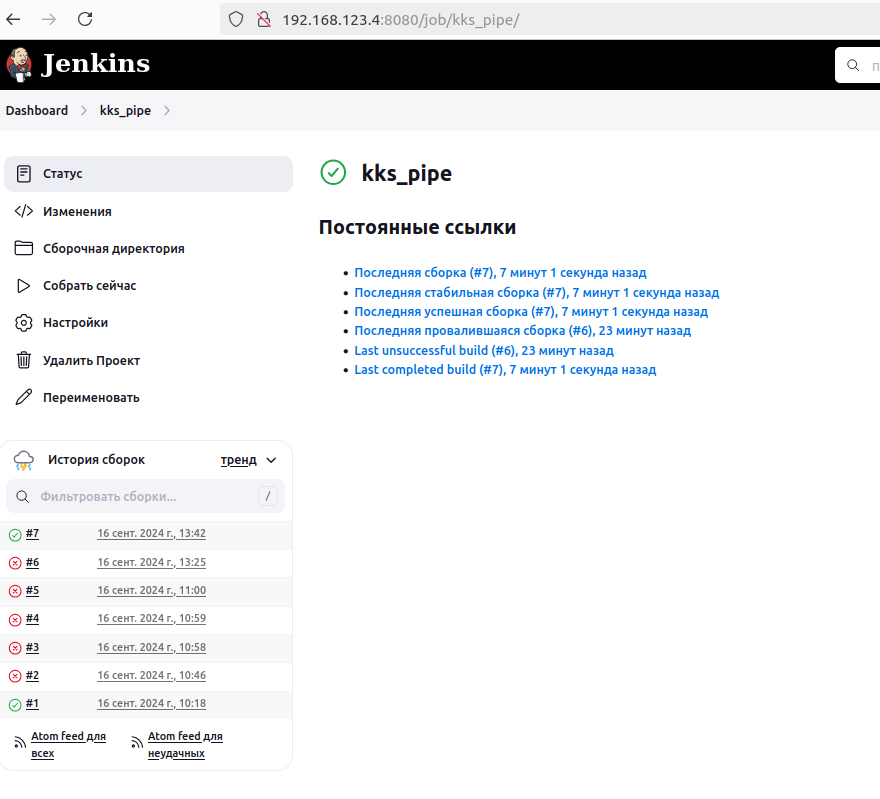 192.168.123.4:8080/job/kks_pipe/
Jenkins
п
Dashboard > kks_pipe >
Статус
Изменения
Сборочная директория
Собрать сейчас
Настройки
Удалить Проект
Переименовать
История сборок тренд
Фильтровать сборки... /
#7 16 сент. 2024 г., 13:42
#6 16 сент. 2024 г., 13:25
#5 16 сент. 2024 г., 11:00
#4 16 сент. 2024 г., 10:59
#3 16 сент. 2024 г., 10:58
#2 16 сент. 2024 г., 10:46
#1 16 сент. 2024 г., 10:18
Atom feed для
всех
Atom feed для
неудачных
kks_pipe
Постоянные ссылки
Последняя сборка (#7), 7 минут 1 секунда назад
Последняя стабильная сборка (#7), 7 минут 1 секунда назад
Последняя успешная сборка (#7), 7 минут 1 секунда назад
Последняя провалившаяся сборка (#6), 23 минут назад
Last unsuccessful build (#6), 23 минут назад
Last completed build (#7), 7 минут 1 секунда назад